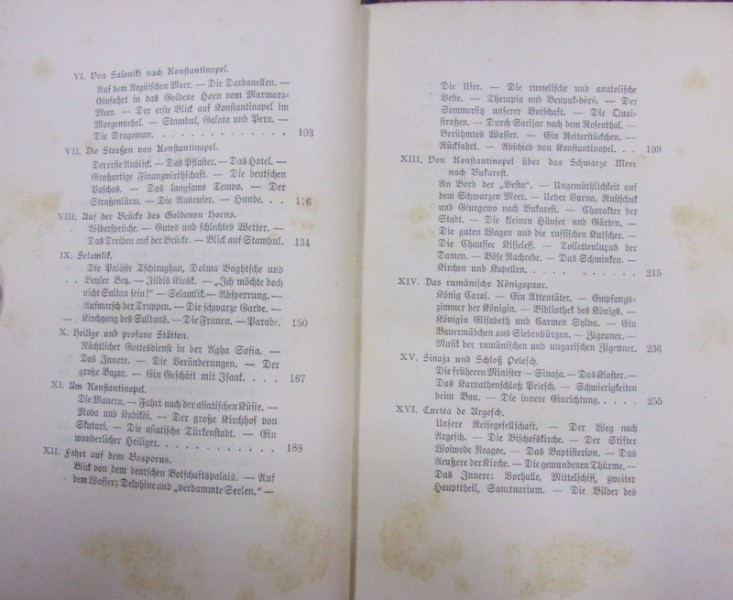 VI. Von Saloniki nach Konstantinopel.
Auf dem Aegäischen Meer. — Die Dardanellen. —
Einfahrt in das Goldene Horn vom Marmara-
Meer. — Der erste Blick auf Konstantinopel im
Morgennebel. — Stambul, Galata und Pera. —
Die Dragoman. . . . . . . . . . . . . . 103
VII. Die Straßen von Konstantinopel.
Der erste Anblick. — Das Pflaster. — Das Hotel. —
Großartige Finanzwirthschaft. — Die deutschen
Paschas. — Das langsame Tempo. — Der
Straßenlärm. — Die Ausrufer. — Hunde. . . 116
VIII. Auf der Brücke des Goldenen Horns.
Widersprüche. — Gutes und schlechtes Wetter. —
Das Treiben auf der Brücke. — Blick auf Stambul. 134
IX. Selamlik.
Die Paläste Tschiraghan, Dolma Baghtsche und
Beyler Bey. — Jildis Kiosk. — „Ich möchte doch
nicht Sultan sein!" — Selamlik. — Absperrung. —
Aufmarsch der Truppen. — Die schwarze Garde. —
Kirchgang des Sultans. — Die Frauen. — Parade. 150
X. Heilige und profane Stätten.
Nächtlicher Gottesdienst in der Agha Sofia. —
Das Innere. — Die Veränderungen. — Der
große Bazar. — Ein Geschäft mit Isaak. . . . 167
XI. Um Konstantinopel.
Die Mauern. — Fahrt nach der asiatischen Küste. —
Moda und Kadiköi. — Der große Kirchhof von
Skutari. — Die asiatische Türkenstadt. — Ein
wunderlicher Heiliger. . . . . . . . . . . 188
XII. Fahrt auf dem Bosporus.
Blick von dem deutschen Botschaftspalais. — Auf
dem Wasser; Delphine und „verdammte Seelen." —
Die Ufer. — Die rumelische und anatolische
Veste. — Therapia und Bey­uk-déré. — Der
Sommersitz unserer Botschaft. — Die Quai-
straßen. — Durch Sarijar nach dem Rosenthal. —
Berühmtes Wasser. — Ein Reiterstückchen. —
Rückfahrt. — Abschied von Konstantinopel. . . 199
XIII. Von Konstantinopel über das Schwarze Meer
nach Bukarest.
An Bord der „Vesta". — Ungemüthlichkeit auf
dem Schwarzen Meer. — Ueber Varna, Rustschuk
und Giurgewo nach Bukarest. — Charakter der
Stadt. — Die kleinen Häuser und Gärten. —
Die guten Wagen und die russischen Kutscher. —
Die Chaussee Kisseleff. — Toilettenluxus der
Damen. — Böse Nachrede. — Das Schminken. —
Kirchen und Kapellen. . . . . . . . . . 215
XIV. Das rumänische Königspaar.
König Carol. — Ein Attentäter. — Empfangs-
zimmer der Königin. — Bibliothek des Königs. —
Königin Elisabeth und Carmen Sylva. — Ein
Bauernmädchen aus Siebenbürgen. — Zigeuner. —
Musik der rumänischen und ungarischen Zigeuner. 236
XV. Sinaja und Schloß Pelesch.
Die früheren Minister — Sinaja. — Das Kloster. —
Das Karpathenschloß Pelesch. — Schwierigkeiten
beim Bau. — Die innere Einrichtung. . . . . 255
XVI. Curtea de Argesch.
Unsere Reisegesellschaft. — Der Weg nach
Argesch. — Die Bischofskirche. — Der Stifter
Woiwode Neagoe. — Das Baptisterion. — Das
Aeußere der Kirche. — Die gewundenen Thürme. —
Das Innere: Vorhalle, Mittelschiff, zweiter
Haupttheil, Sanctuarium. — Die Bilder des